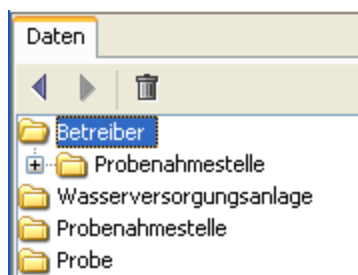 Daten
Betreiber
Probenahmestelle
Wasserversorgungsanlage
Probenahmestelle
Probe